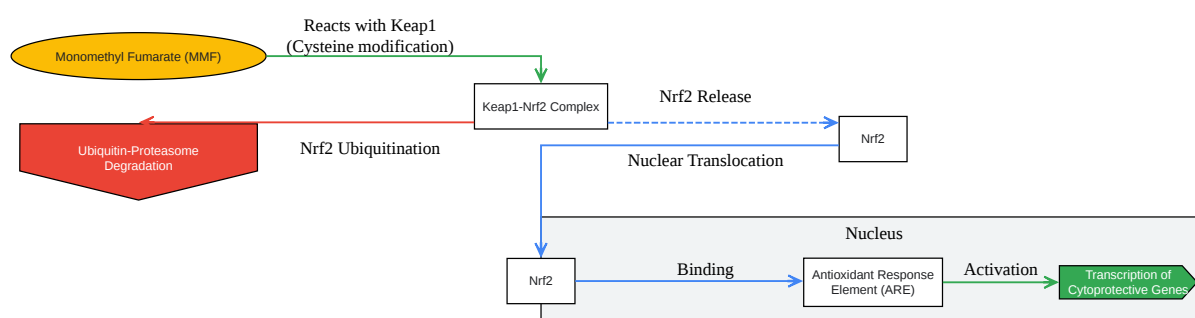 Reacts with Keap1
(Cysteine modification)
Monomethyl Fumarate (MMF)
Keap1-Nrf2 Complex
Nrf2 Release
Nrf2
Ubiquitin-Proteasome
Degradation
Nrf2 Ubiquitination
Nuclear Translocation
Nucleus
Nrf2
Binding
Antioxidant Response
Element (ARE)
Activation
Transcription of
Cytoprotective Genes